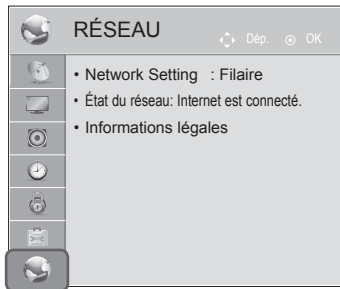 RÉSEAU
Dép. OK
• Network Setting : Filaire
• État du réseau: Internet est connecté.
• Informations légales